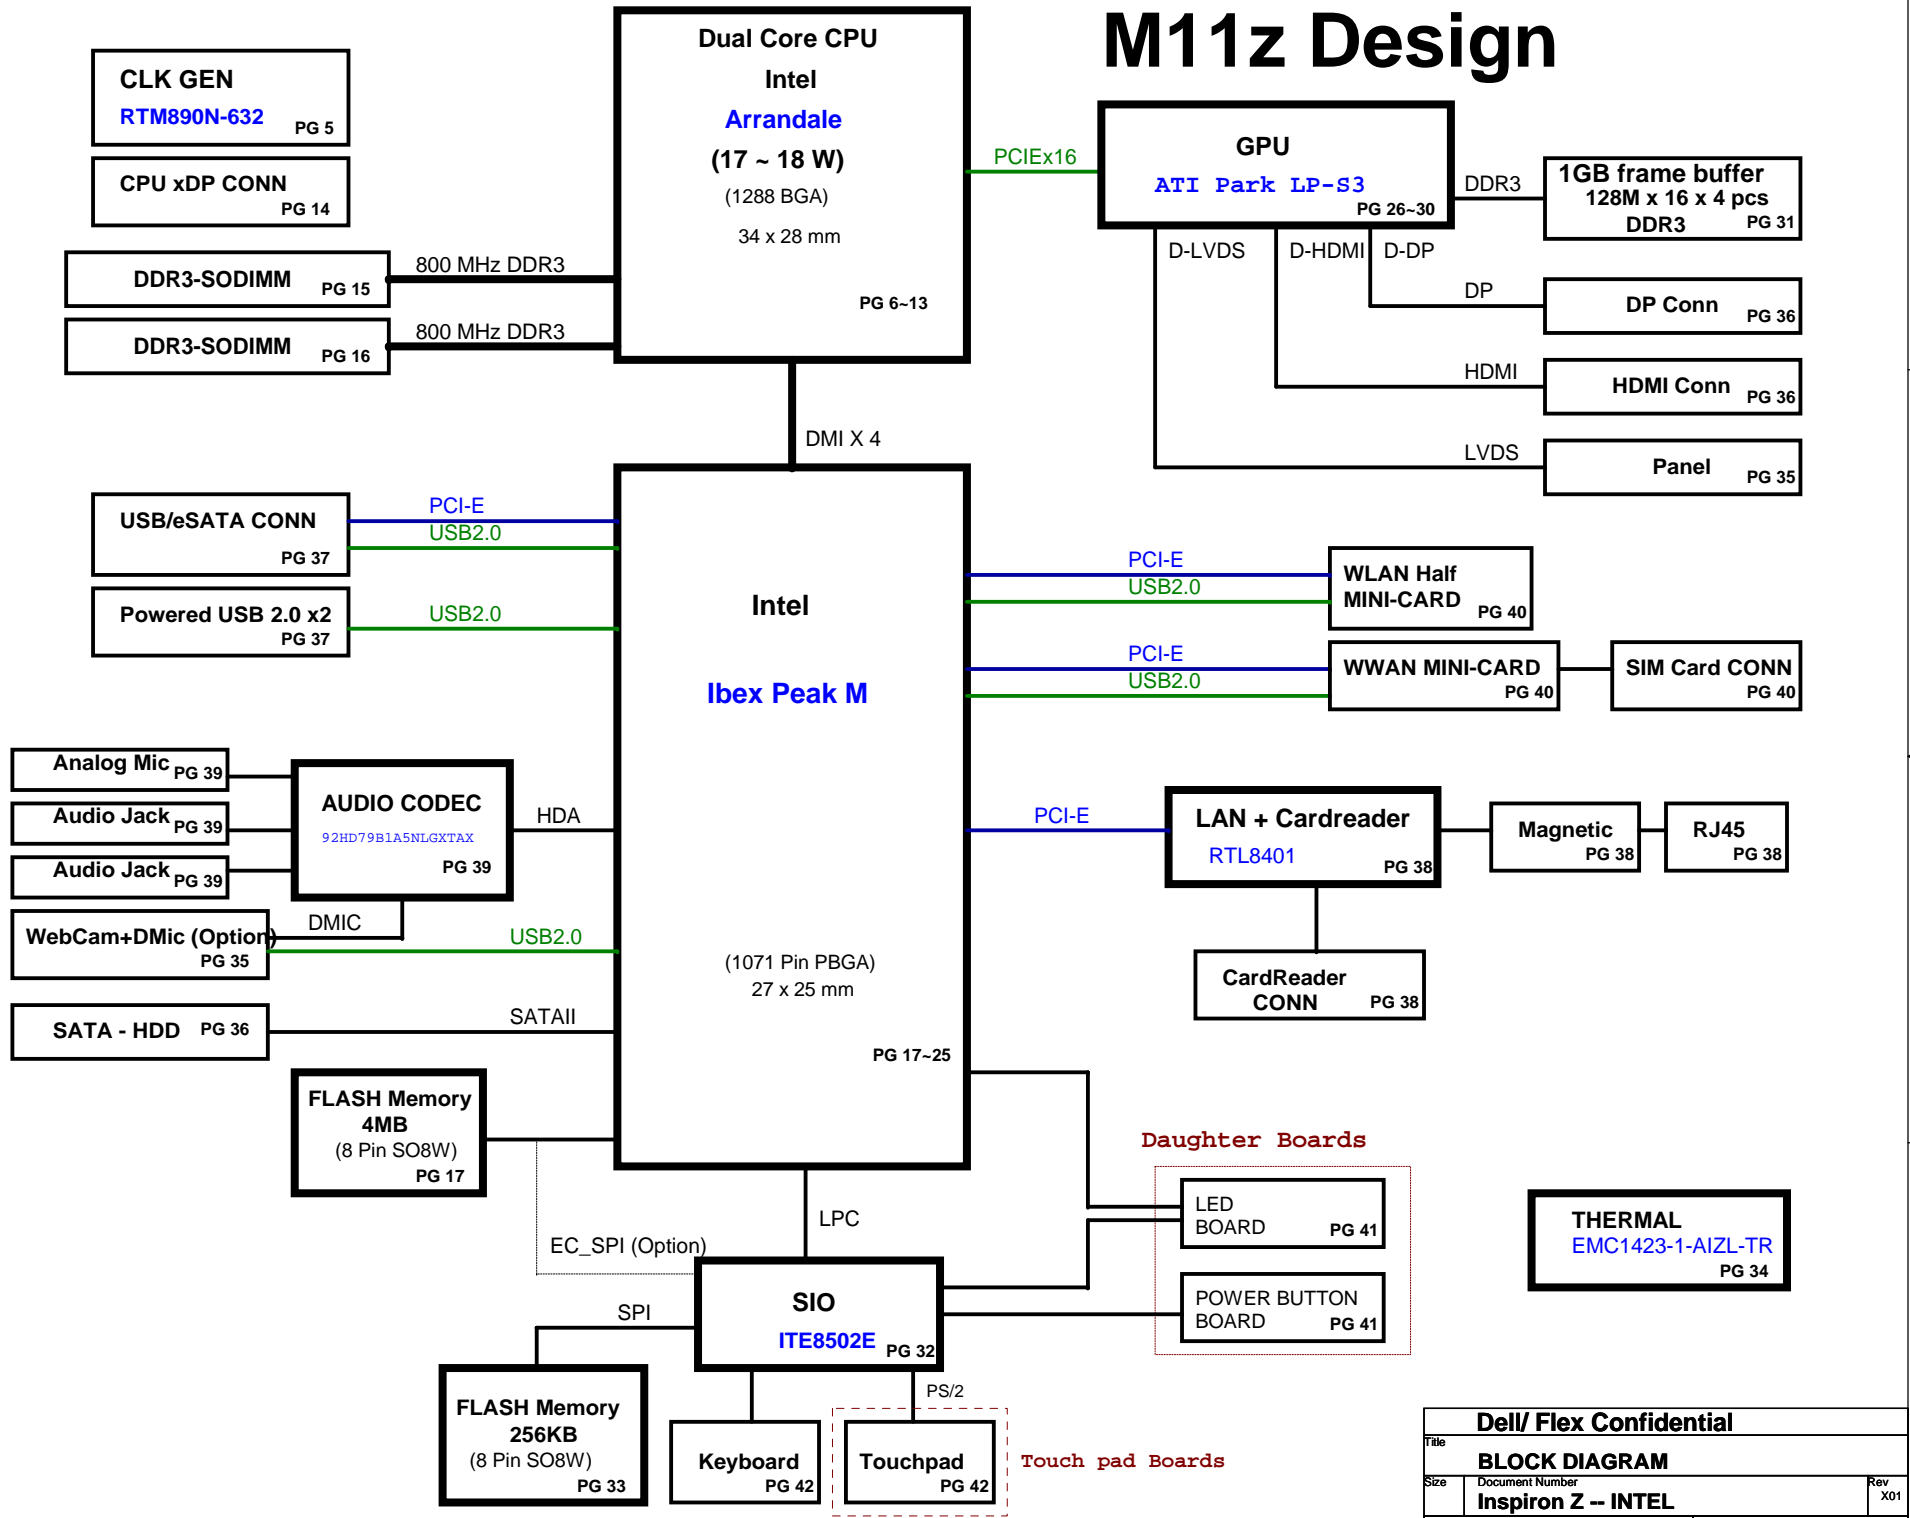 M11z Design
CLK GEN
RTM890N-632
PG 5
CPU xDP CONN
PG 14
DDR3-SODIMM
PG 15
800 MHz DDR3
DDR3-SODIMM
PG 16
800 MHz DDR3
Dual Core CPU
Intel
Arrandale
(17 ~ 18 W)
(1288 BGA)
34 x 28 mm
PG 6~13
PCIEx16
GPU
ATI Park LP-S3
PG 26~30
DDR3
1GB frame buffer
128M x 16 x 4 pcs
DDR3
PG 31
D-LVDS
D-HDMI
D-DP
DP
DP Conn
PG 36
HDMI
HDMI Conn
PG 36
LVDS
Panel
PG 35
DMI X 4
USB/eSATA CONN
PG 37
PCI-E
USB2.0
Powered USB 2.0 x2
PG 37
USB2.0
Intel
Ibex Peak M
(1071 Pin PBGA)
27 x 25 mm
PG 17~25
PCI-E
USB2.0
WLAN Half
MINI-CARD
PG 40
PCI-E
USB2.0
WWAN MINI-CARD
PG 40
SIM Card CONN
PG 40
Analog Mic
PG 39
Audio Jack
PG 39
Audio Jack
PG 39
AUDIO CODEC
92HD79B1A5NLGXTAX
PG 39
HDA
WebCam+DMic (Option)
PG 35
DMIC
USB2.0
SATA - HDD
PG 36
SATAII
PCI-E
LAN + Cardreader
RTL8401
PG 38
Magnetic
PG 38
RJ45
PG 38
CardReader
CONN
PG 38
FLASH Memory
4MB
(8 Pin SO8W)
PG 17
EC_SPI (Option)
LPC
SIO
ITE8502E
PG 32
SPI
FLASH Memory
256KB
(8 Pin SO8W)
PG 33
Keyboard
PG 42
PS/2
Touchpad
PG 42
Touch pad Boards
Daughter Boards
LED
BOARD
PG 41
POWER BUTTON
BOARD
PG 41
THERMAL
EMC1423-1-AIZL-TR
PG 34
Dell/ Flex Confidential
Title
BLOCK DIAGRAM
Size
Document Number
Rev
Inspiron Z -- INTEL
X01